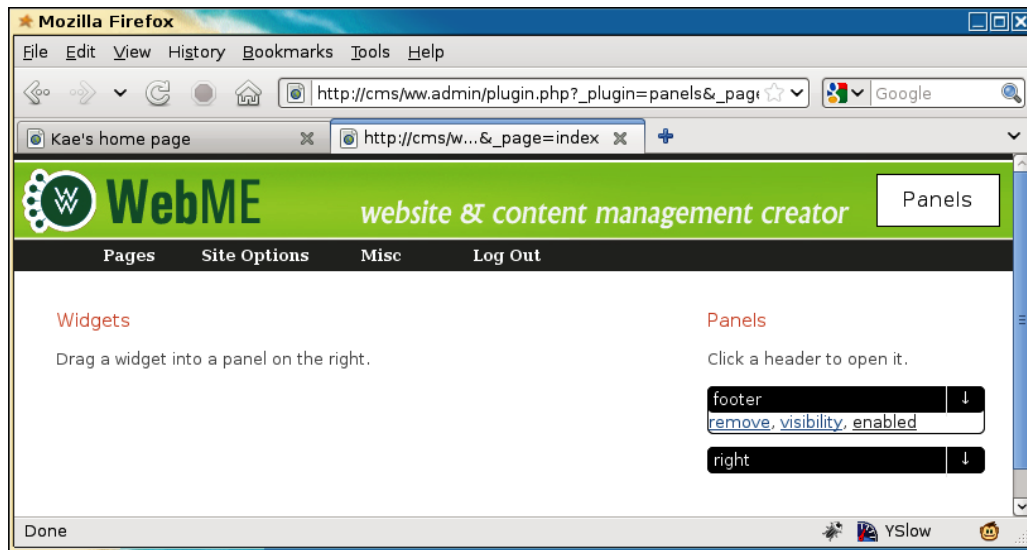 Mozilla Firefox
File Edit View History Bookmarks Tools Help
http://cms/ww.admin/plugin.php?_plugin=panels&_page
Google
Kae's home page
http://cms/w...&_page=index
WebME
website & content management creator
Panels
Pages Site Options Misc Log Out
Widgets
Drag a widget into a panel on the right.
Panels
Click a header to open it.
footer ↓
remove, visibility, enabled
right ↓
Done
YSlow